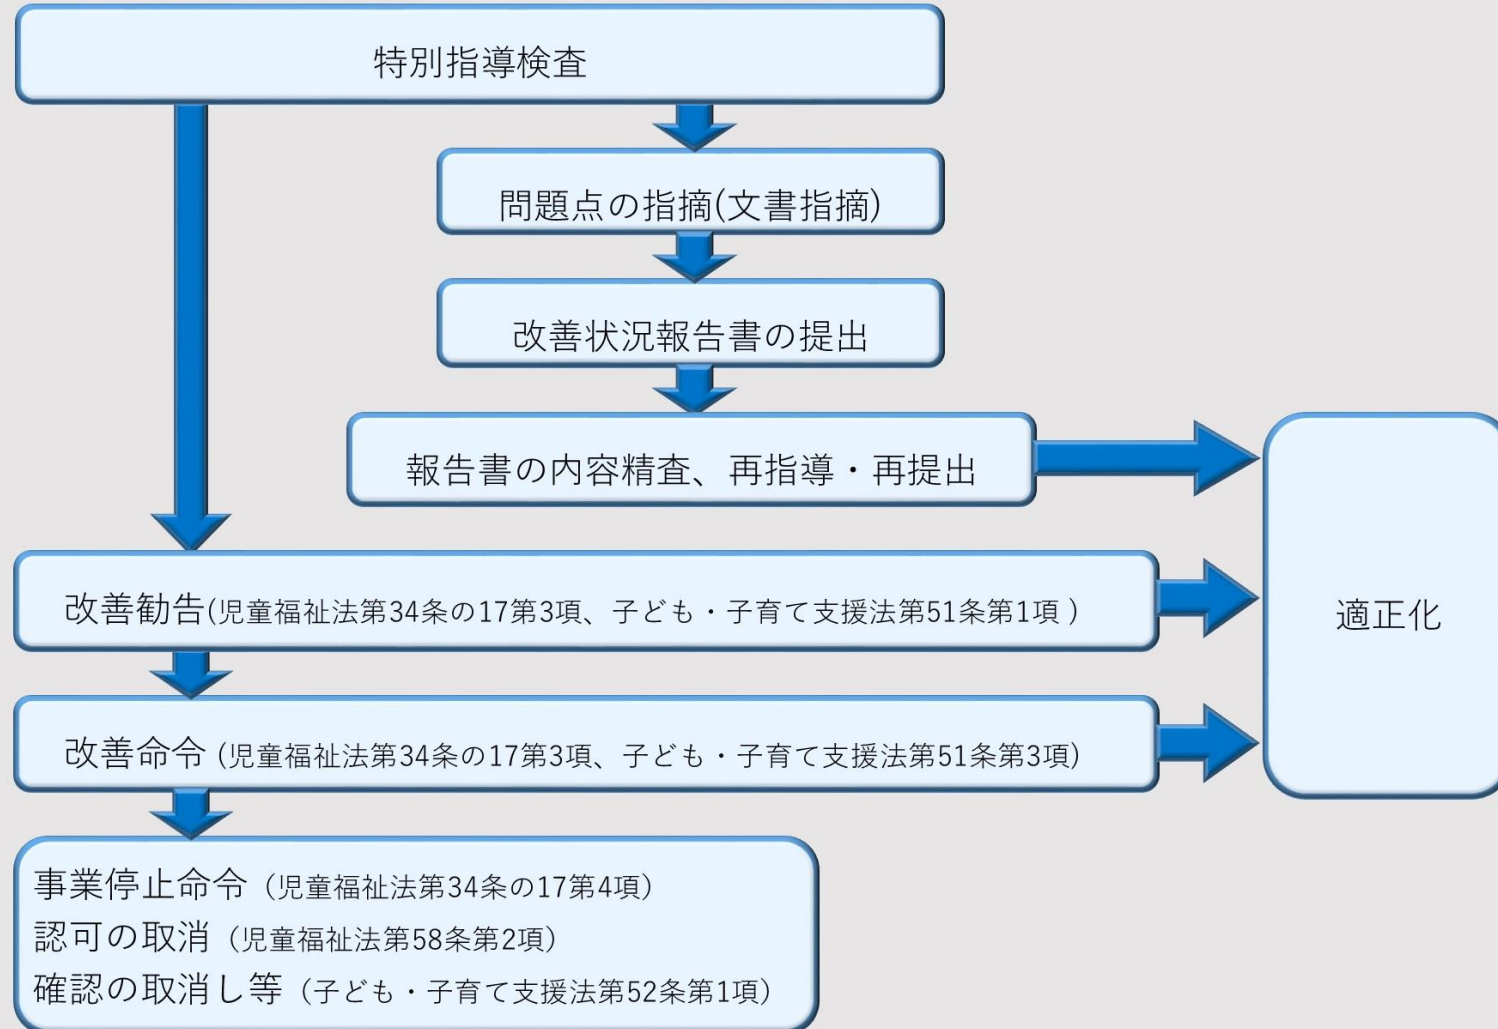 特別指導検査
問題点の指摘(文書指摘)
改善状況報告書の提出
報告書の内容精査、再指導・再提出
改善勧告(児童福祉法第34条の17第3項、子ども・子育て支援法第51条第1項 )
改善命令 (児童福祉法第34条の17第3項、子ども・子育て支援法第51条第3項)
適正化
事業停止命令（児童福祉法第34条の17第4項）
認可の取消（児童福祉法第58条第2項）
確認の取消し等（子ども・子育て支援法第52条第1項）